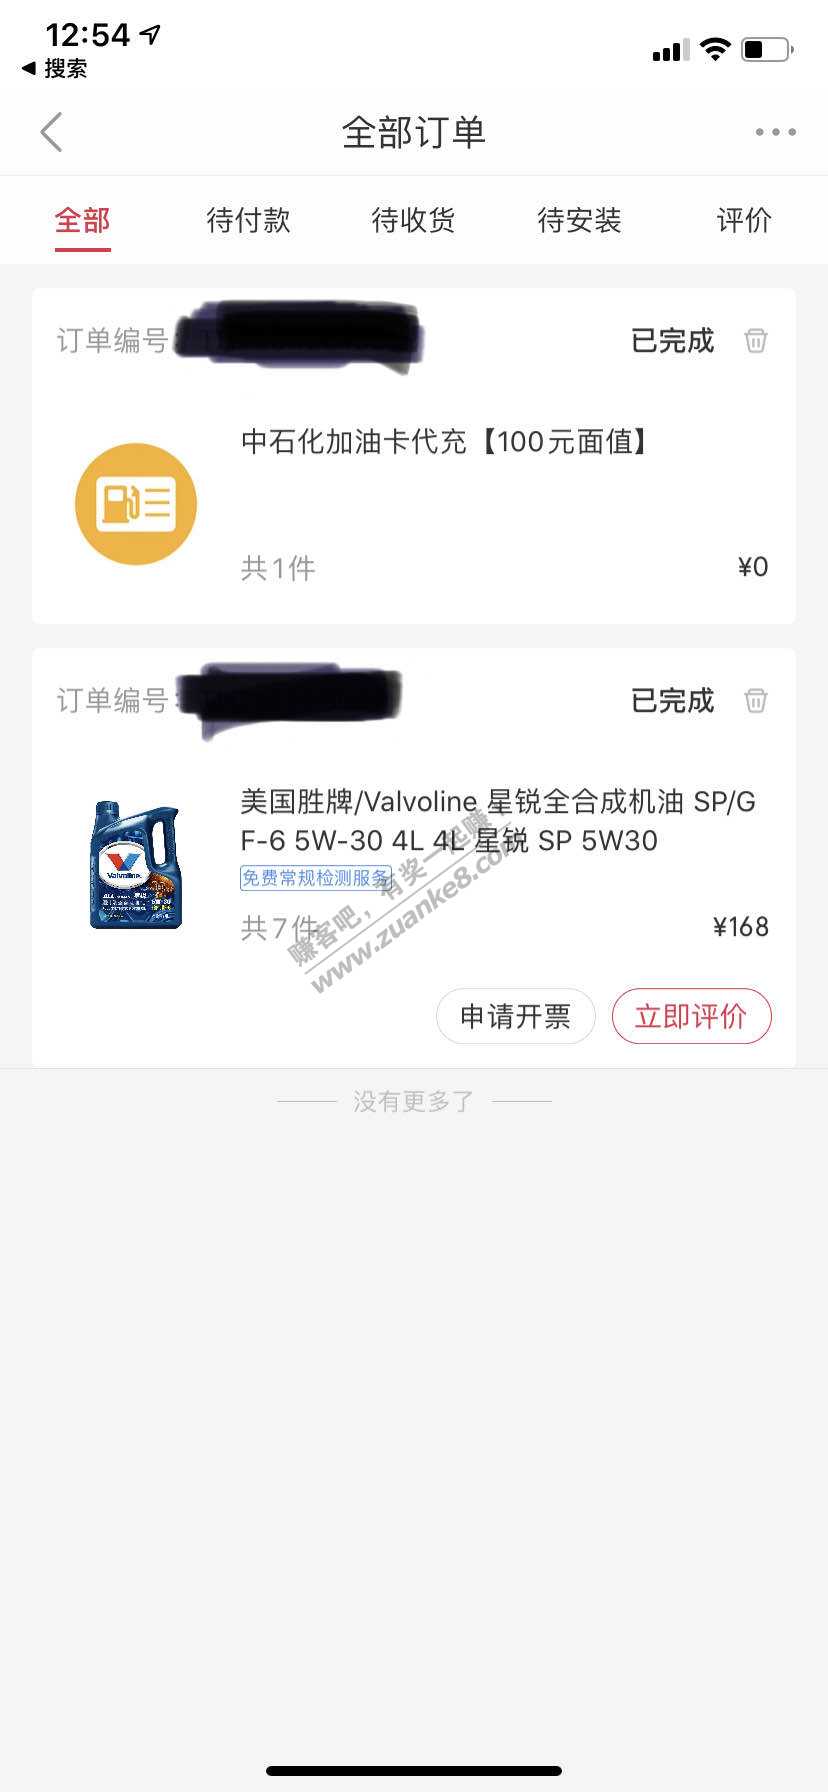 12:54
搜索
全部订单
全部 待付款 待收货 待安装 评价
订单编号 已完成
中石化加油卡代充【100元面值】
共1件 ¥0
订单编号: 已完成
美国胜牌/Valvoline 星锐全合成机油 SP/G
F-6 5W-30 4L 4L 星锐 SP 5W30
Valvoline
免费常规检测服务
共7件 ¥168
赚客吧，有奖一起赚！
www.zuanke8.com
申请开票 立即评价
没有更多了